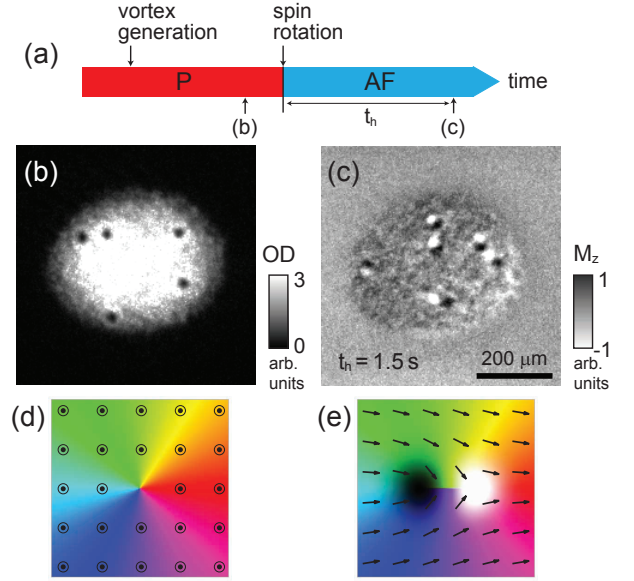 vortex
generation
spin
rotation
(a)
P
AF
time
(b)
t_h
(c)
(b)
(c)
OD
3
0
arb.
units
M_z
1
-1
arb.
units
t_h = 1.5 s
200 μm
(d)
(e)